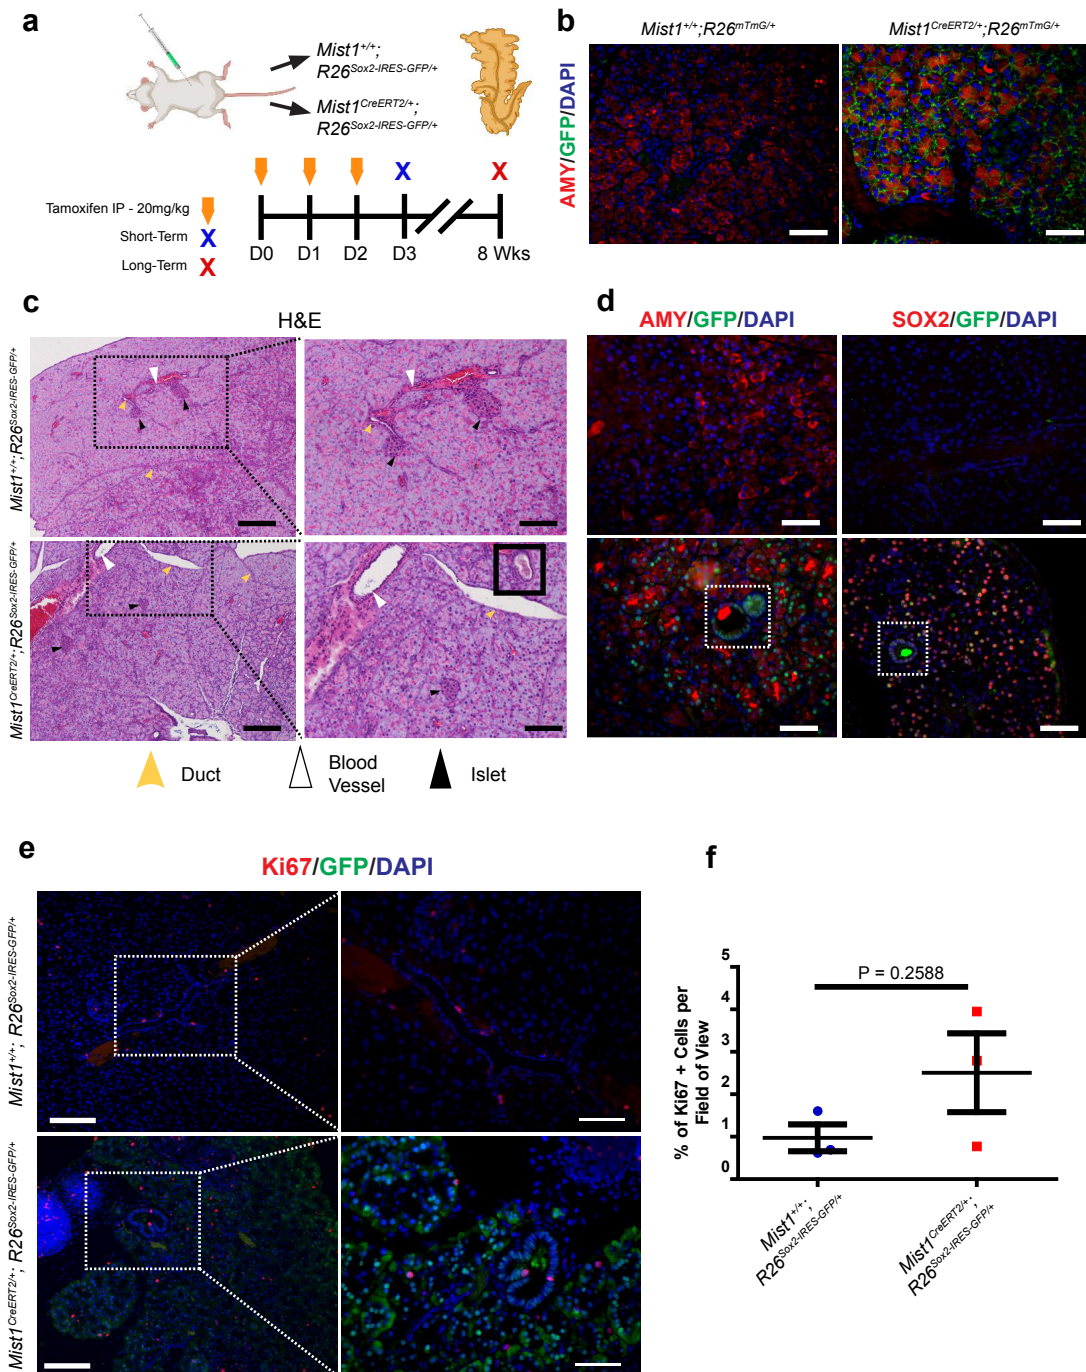 a
Mist1+/+;
R26Sox2-IRES-GFP/+
Mist1CreERT2/+;
R26Sox2-IRES-GFP/+
X
X
Tamoxifen IP - 20mg/kg
Short-Term X
Long-Term X
D0 D1 D2 D3 8 Wks
b
Mist1+/+;R26mTmG/+ Mist1CreERT2/+;R26mTmG/+
AMY/GFP/DAPI
c
H&E
Mist1+/+;R26Sox2-IRES-GFP/+
Mist1CreERT2/+;R26Sox2-IRES-GFP/+
Duct
Blood
Vessel
Islet
d
AMY/GFP/DAPI SOX2/GFP/DAPI
e
Ki67/GFP/DAPI
Mist1+/+; R26Sox2-IRES-GFP/+
Mist1CreERT2/+; R26Sox2-IRES-GFP/+
f
% of Ki67 + Cells per
Field of View
5
4
3
2
1
0
P = 0.2588
Mist1+/+;
R26Sox2-IRES-GFP/+
Mist1CreERT2/+;
R26Sox2-IRES-GFP/+